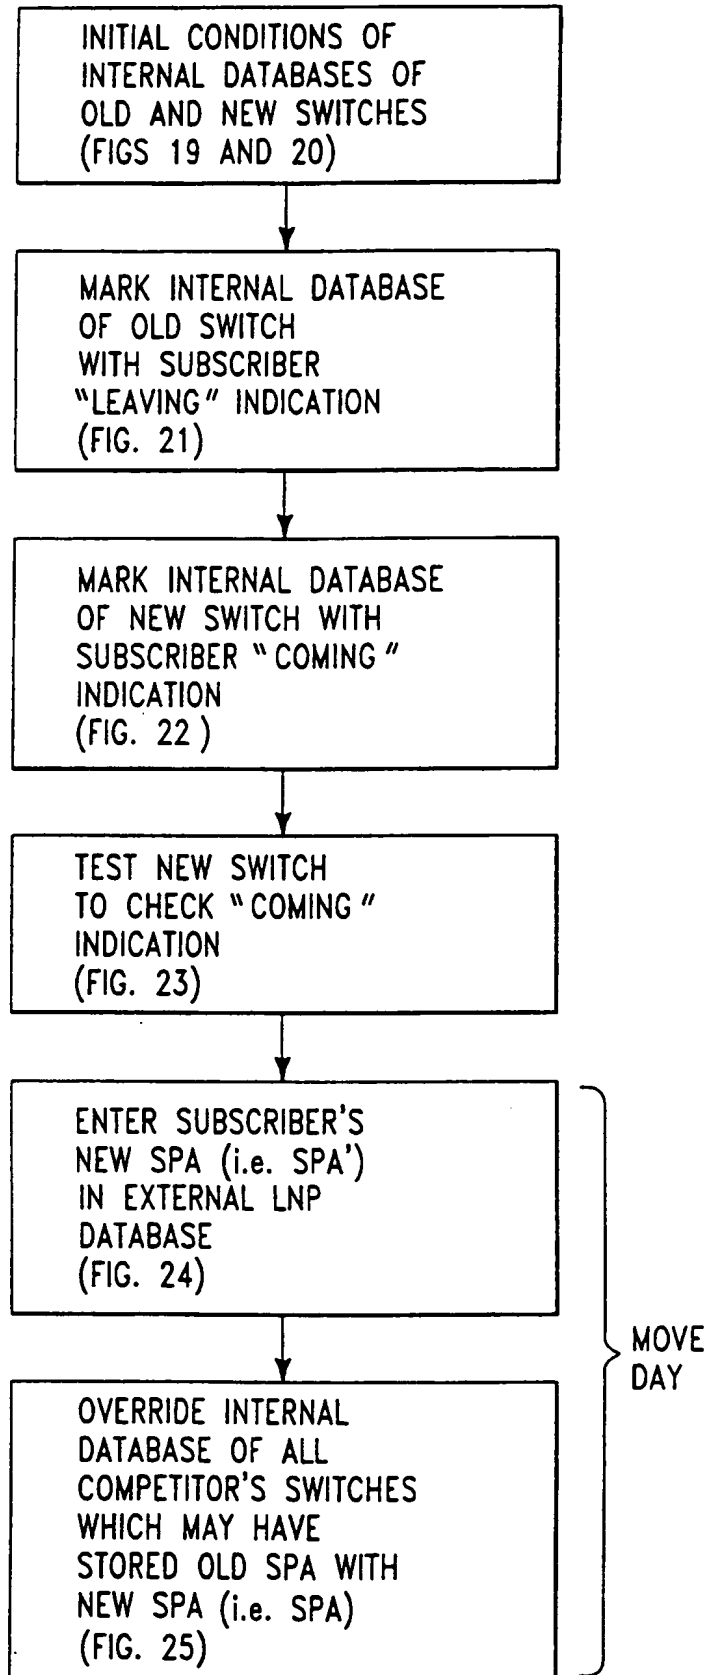 INITIAL CONDITIONS OF
INTERNAL DATABASES OF
OLD AND NEW SWITCHES
(FIGS 19 AND 20)
MARK INTERNAL DATABASE
OF OLD SWITCH
WITH SUBSCRIBER
"LEAVING" INDICATION
(FIG. 21)
MARK INTERNAL DATABASE
OF NEW SWITCH WITH
SUBSCRIBER "COMING"
INDICATION
(FIG. 22)
TEST NEW SWITCH
TO CHECK "COMING"
INDICATION
(FIG. 23)
ENTER SUBSCRIBER'S
NEW SPA (i.e. SPA')
IN EXTERNAL LNP
DATABASE
(FIG. 24)
OVERRIDE INTERNAL
DATABASE OF ALL
COMPETITOR'S SWITCHES
WHICH MAY HAVE
STORED OLD SPA WITH
NEW SPA (i.e. SPA)
(FIG. 25)
MOVE
DAY